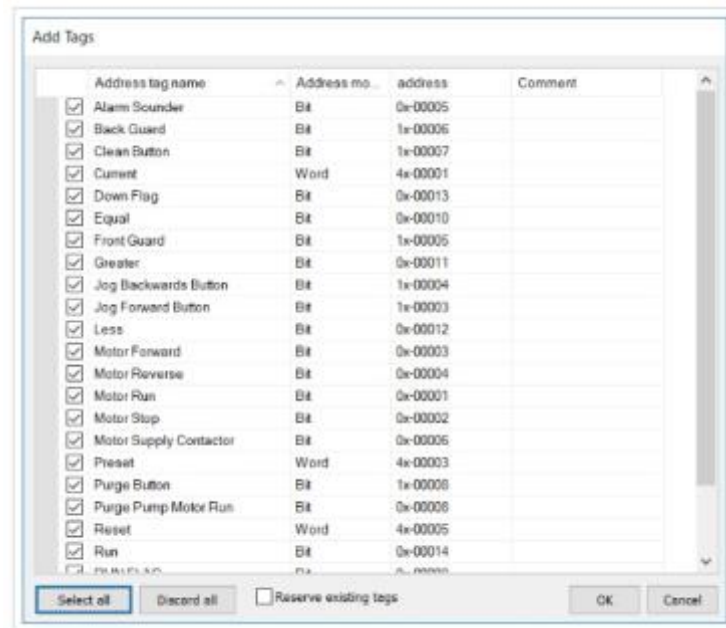 Add Tags
Address tag name Address mo... address Comment
Alarm Sounder Bit 0x-00005
Back Guard Bit 1x-00006
Clean Button Bit 1x-00007
Current Word 4x-00001
Down Flag Bit 0x-00013
Equal Bit 0x-00010
Front Guard Bit 1x-00005
Greater Bit 0x-00011
Jog Backwards Button Bit 1x-00004
Jog Forward Button Bit 1x-00003
Less Bit 0x-00012
Motor Forward Bit 0x-00003
Motor Reverse Bit 0x-00004
Motor Run Bit 0x-00001
Motor Stop Bit 0x-00002
Motor Supply Contactor Bit 0x-00006
Preset Word 4x-00003
Purge Button Bit 1x-00008
Purge Pump Motor Run Bit 0x-00008
Reset Word 4x-00005
Run Bit 0x-00014
Select all Discard all Reserve existing tags OK Cancel